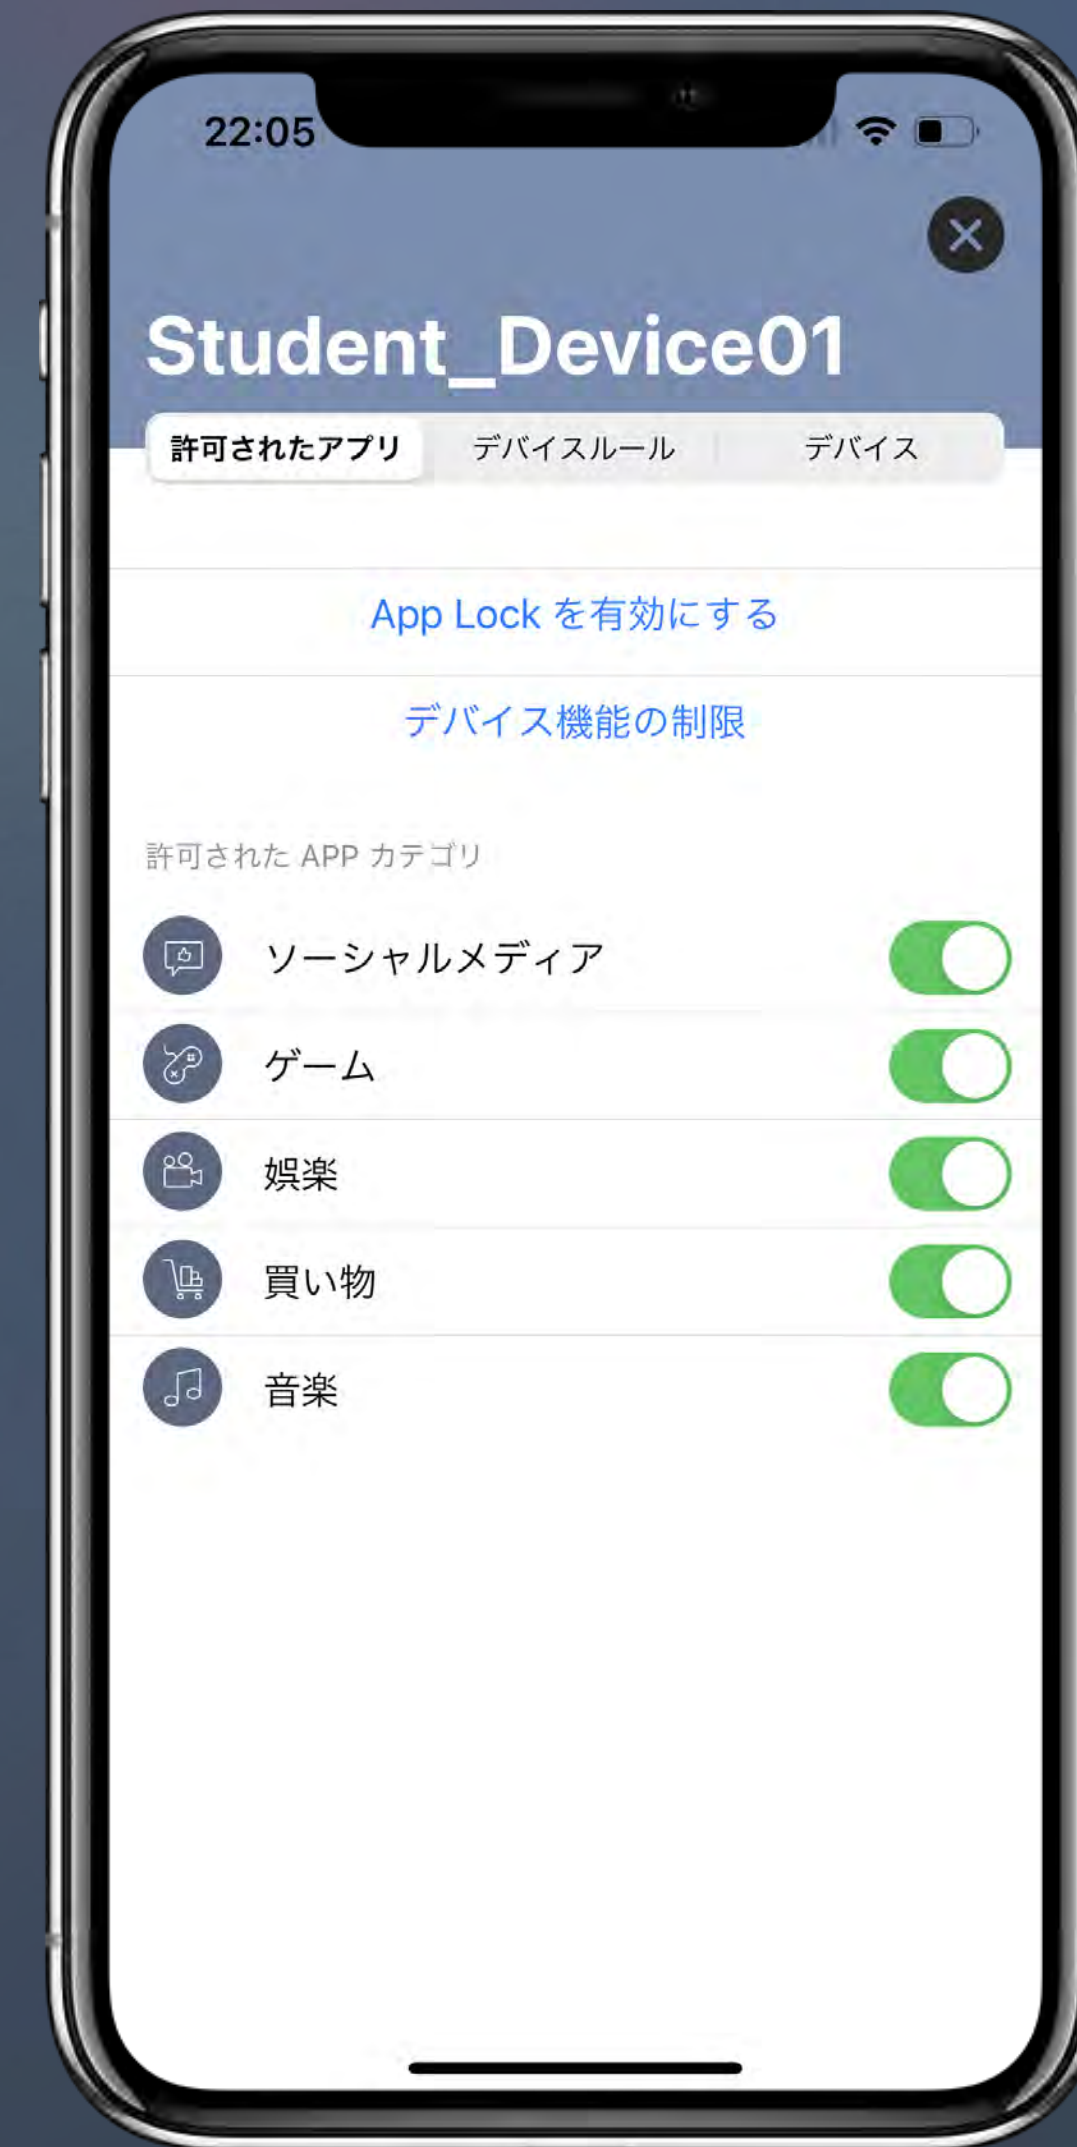 22:05
Student_Device01
許可されたアプリ デバイスルール デバイス
App Lock を有効にする
デバイス機能の制限
許可された APP カテゴリ
ソーシャルメディア
ゲーム
娯楽
買い物
音楽